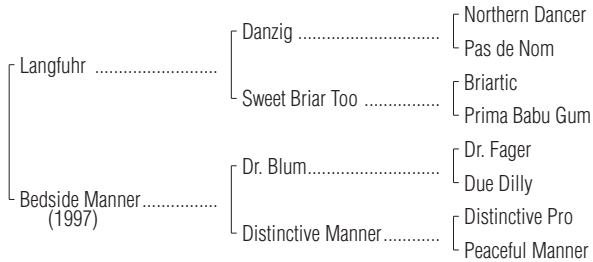 Northern Dancer
Danzig ..............................
Pas de Nom
Langfuhr ..........................
Briartic
Sweet Briar Too ................
Prima Babu Gum
Dr. Fager
Dr. Blum............................
Due Dilly
Bedside Manner................
(1997)
Distinctive Pro
Distinctive Manner............
Peaceful Manner